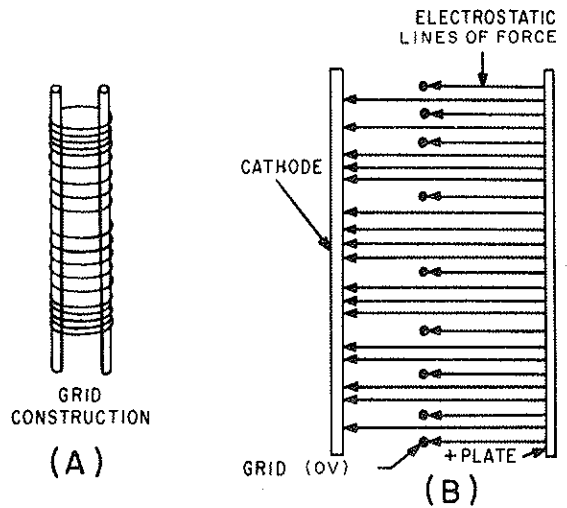 ELECTROSTATIC
LINES OF FORCE
CATHODE
GRID
CONSTRUCTION
(A)
GRID (OV)
+PLATE
(B)